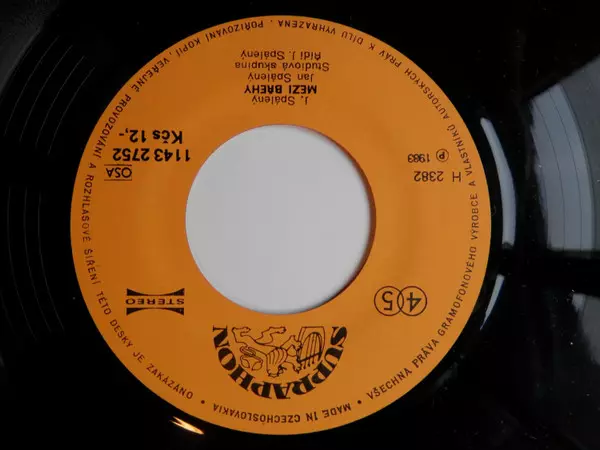 SUPRAPHON
STEREO
45
OSA
1143 2752
Kčs 12,-
H 2382
Ⓟ 1983
J. Spálený
MEZI BŘEHY
Jan Spálený
Studiová skupina
Řídí J. Spálený
MADE IN CZECHOSLOVAKIA • VŠECHNA PRÁVA GRAMOFONOVÉHO VÝROBCE A VLASTNÍKŮ AUTORSKÝCH PRÁV K DÍLU VYHRAZENA. POŘIZOVÁNÍ KOPIÍ, VEŘEJNÉ PROVOZOVÁNÍ A ROZHLASOVÉ ŠÍŘENÍ TÉTO DESKY JE ZAKÁZÁNO •